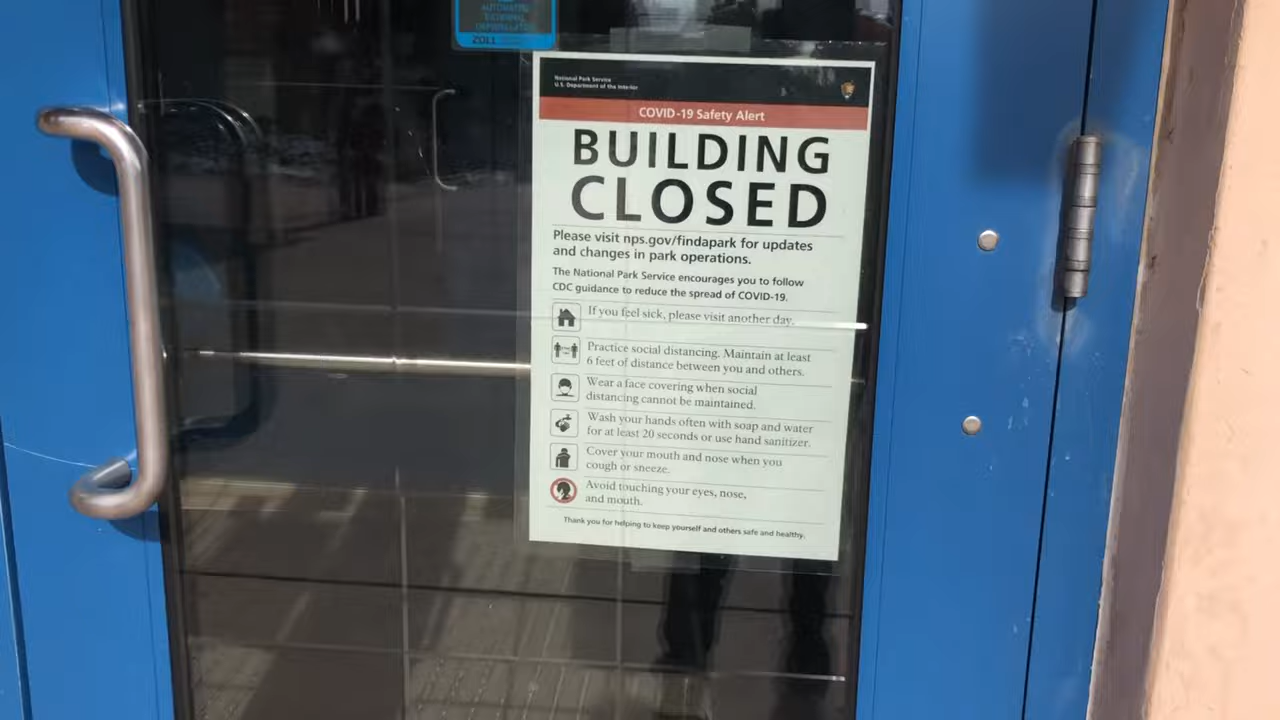 AUTOMATED
EXTERNAL
DEFIBRILLATOR
2011
National Park Service
U.S. Department of the Interior
COVID-19 Safety Alert
BUILDING
CLOSED
Please visit nps.gov/findapark for updates
and changes in park operations.
The National Park Service encourages you to follow
CDC guidance to reduce the spread of COVID-19.
If you feel sick, please visit another day.
Practice social distancing. Maintain at least
6 feet of distance between you and others.
Wear a face covering when social
distancing cannot be maintained.
Wash your hands often with soap and water
for at least 20 seconds or use hand sanitizer.
Cover your mouth and nose when you
cough or sneeze.
Avoid touching your eyes, nose,
and mouth.
Thank you for helping to keep yourself and others safe and healthy.